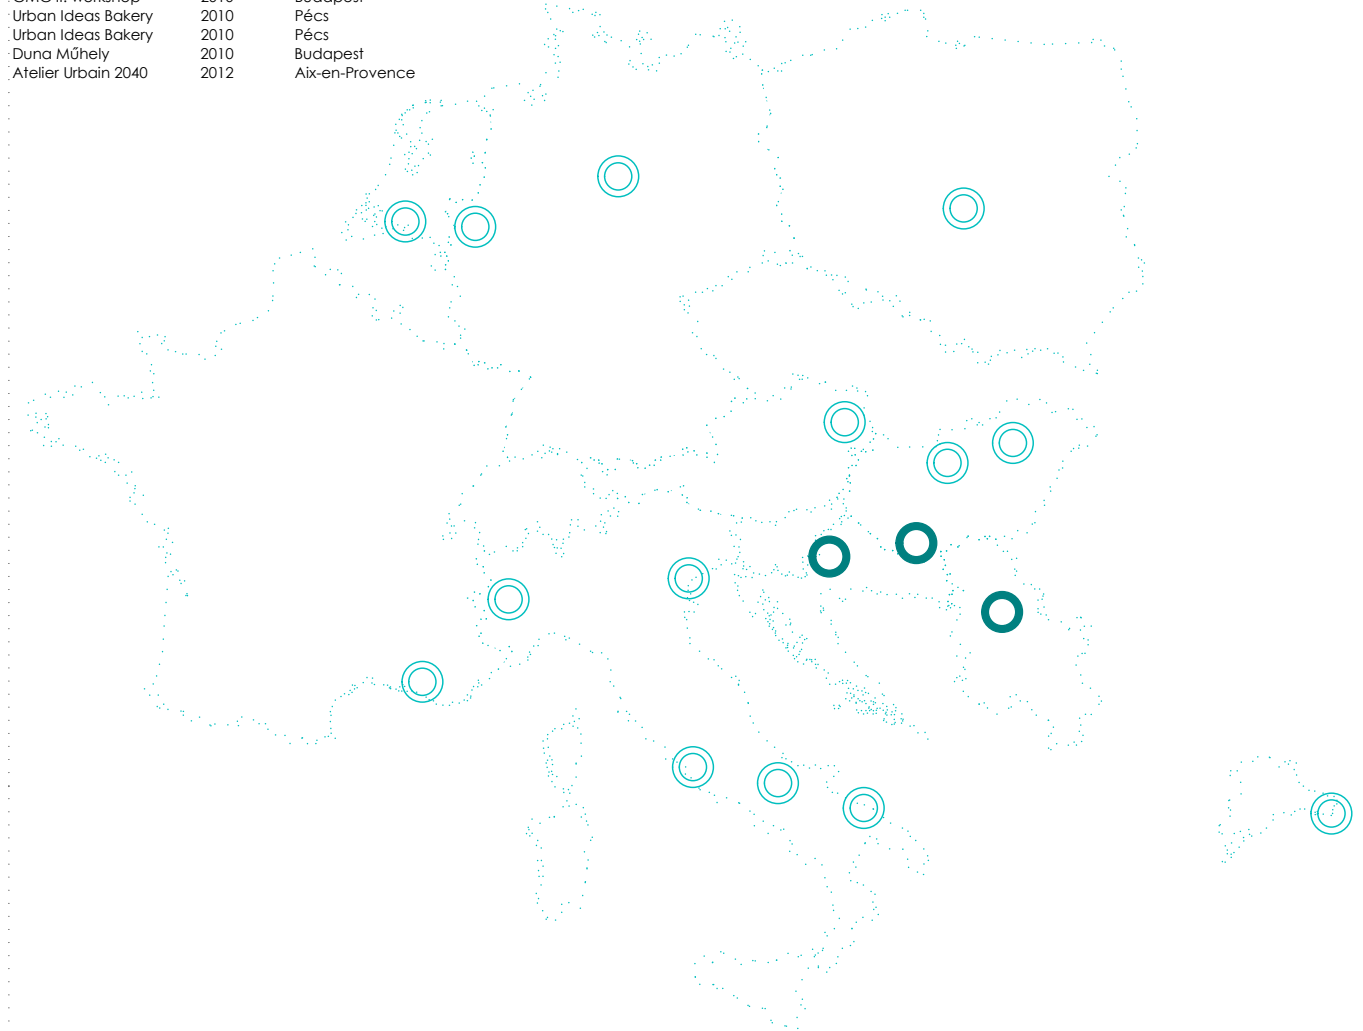 Urban Ideas Bakery 2010 Pécs
Urban Ideas Bakery 2010 Pécs
Duna Műhely 2010 Budapest
Atelier Urbain 2040 2012 Aix-en-Provence